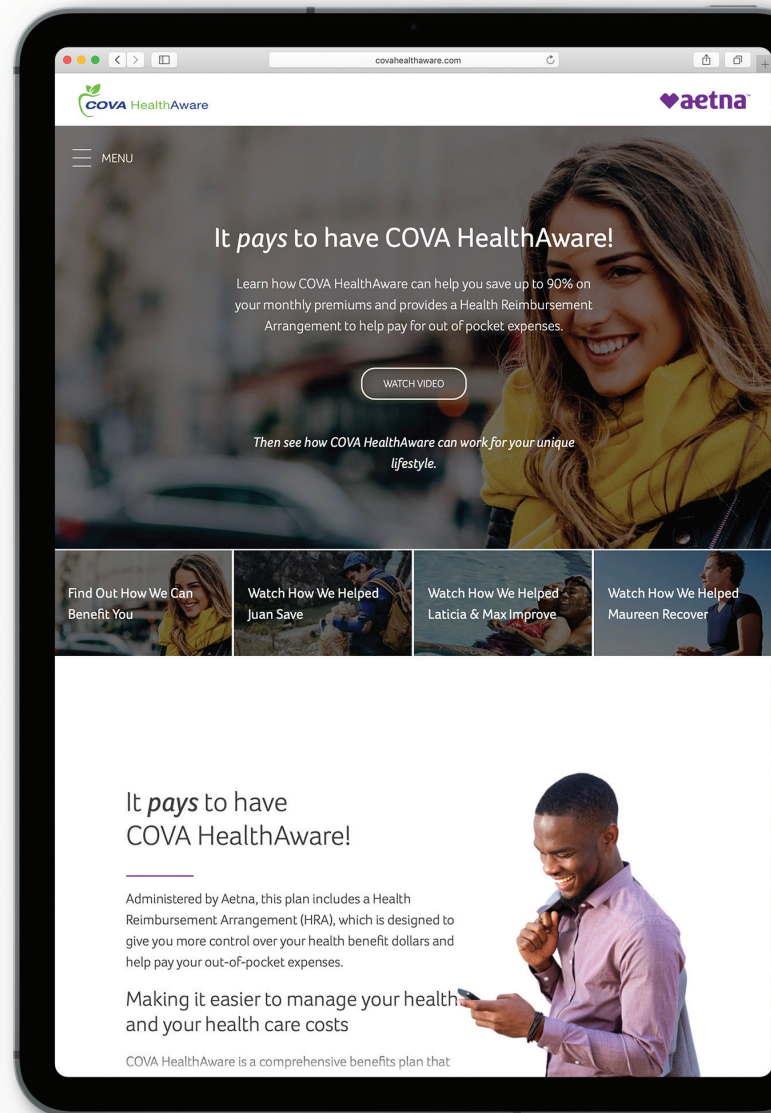 covahealthaware.com
COVA HealthAware
aetna™
MENU
It pays to have COVA HealthAware!
Learn how COVA HealthAware can help you save up to 90% on
your monthly premiums and provides a Health Reimbursement
Arrangement to help pay for out of pocket expenses.
WATCH VIDEO
Then see how COVA HealthAware can work for your unique
lifestyle.
Find Out How We Can
Benefit You
Watch How We Helped
Juan Save
Watch How We Helped
Laticia & Max Improve
Watch How We Helped
Maureen Recover
It pays to have
COVA HealthAware!
Administered by Aetna, this plan includes a Health
Reimbursement Arrangement (HRA), which is designed to
give you more control over your health benefit dollars and
help pay your out-of-pocket expenses.
Making it easier to manage your health
and your health care costs
COVA HealthAware is a comprehensive benefits plan that